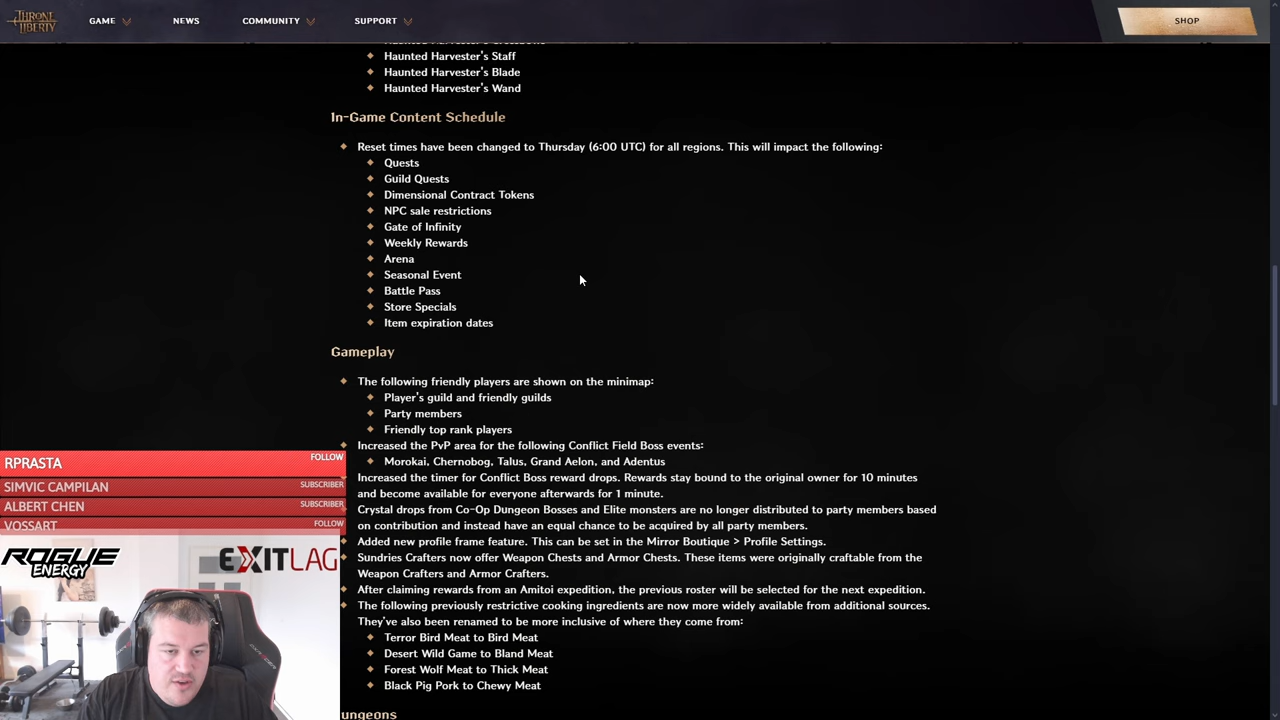 THRONE
LIBERTY
GAME
NEWS
COMMUNITY
SUPPORT
SHOP
Haunted Harvester's Staff
Haunted Harvester's Blade
Haunted Harvester's Wand
In-Game Content Schedule
Reset times have been changed to Thursday (6:00 UTC) for all regions. This will impact the following:
Quests
Guild Quests
Dimensional Contract Tokens
NPC sale restrictions
Gate of Infinity
Weekly Rewards
Arena
Seasonal Event
Battle Pass
Store Specials
Item expiration dates
Gameplay
The following friendly players are shown on the minimap:
Player's guild and friendly guilds
Party members
Friendly top rank players
Increased the PvP area for the following Conflict Field Boss events:
Morokai, Chernobog, Talus, Grand Aelon, and Adentus
Increased the timer for Conflict Boss reward drops. Rewards stay bound to the original owner for 10 minutes
and become available for everyone afterwards for 1 minute.
Crystal drops from Co-Op Dungeon Bosses and Elite monsters are no longer distributed to party members based
on contribution and instead have an equal chance to be acquired by all party members.
Added new profile frame feature. This can be set in the Mirror Boutique > Profile Settings.
Sundries Crafters now offer Weapon Chests and Armor Chests. These items were originally craftable from the
Weapon Crafters and Armor Crafters.
After claiming rewards from an Amitoi expedition, the previous roster will be selected for the next expedition.
The following previously restrictive cooking ingredients are now more widely available from additional sources.
They've also been renamed to be more inclusive of where they come from:
Terror Bird Meat to Bird Meat
Desert Wild Game to Bland Meat
Forest Wolf Meat to Thick Meat
Black Pig Pork to Chewy Meat
ungeons
RPRASTA FOLLOW
SIMVIC CAMPILAN SUBSCRIBER
ALBERT CHEN SUBSCRIBER
VOSSART FOLLOW
ROGUE
ENERGY
EXITLAG